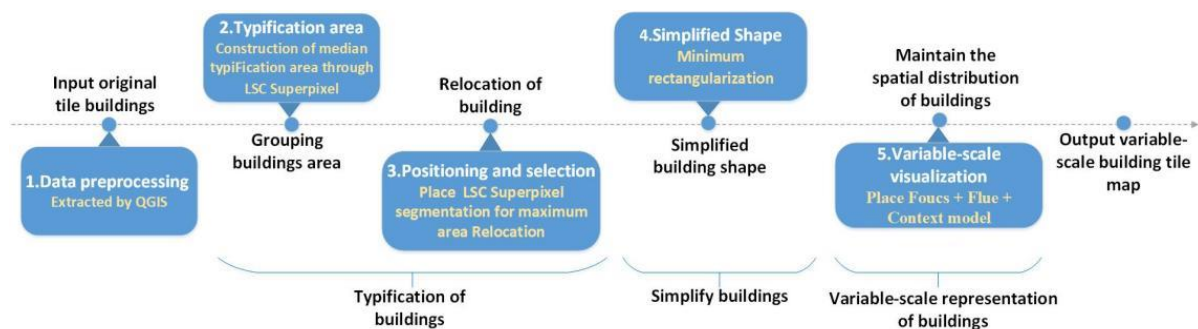 Input original
tile buildings
1.Data preprocessing
Extracted by QGIS
2.Typification area
Construction of median
typiFication area through
LSC Superpixel
Grouping
buildings area
Relocation of
building
3.Positioning and selection
Place LSC Superpixel
segmentation for maximum
area Relocation
4.Simplified Shape
Minimum
rectangularization
Simplified
building shape
Maintain the
spatial distribution
of buildings
5.Variable-scale
visualization
Place Foucs + Flue +
Context model
Output variable-
scale building tile
map
Typification of
buildings
Simplify buildings
Variable-scale representation
of buildings